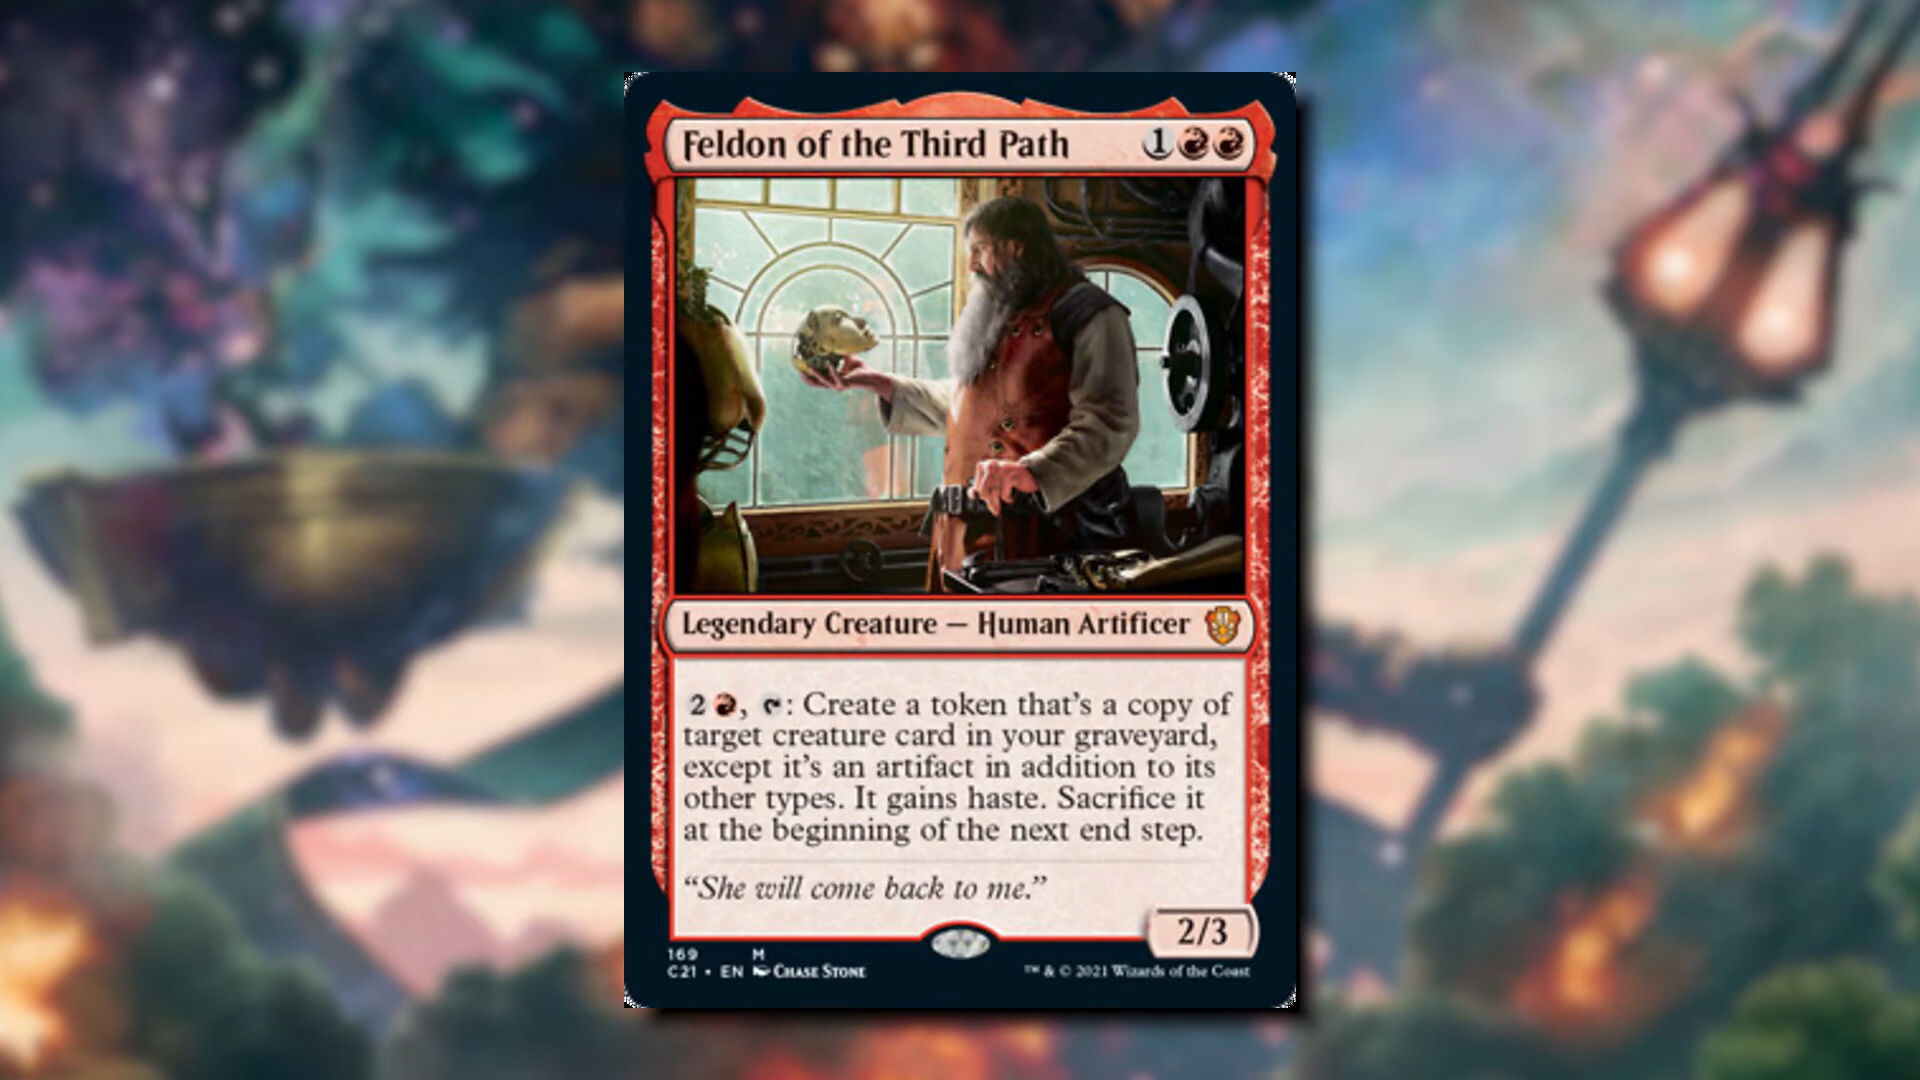 Feldon of the Third Path 1
Legendary Creature — Human Artificer
2 , : Create a token that's a copy of
target creature card in your graveyard,
except it's an artifact in addition to its
other types. It gains haste. Sacrifice it
at the beginning of the next end step.
“She will come back to me.”
2/3
169 M
C21 • EN Chase Stone
™ & © 2021 Wizards of the Coast